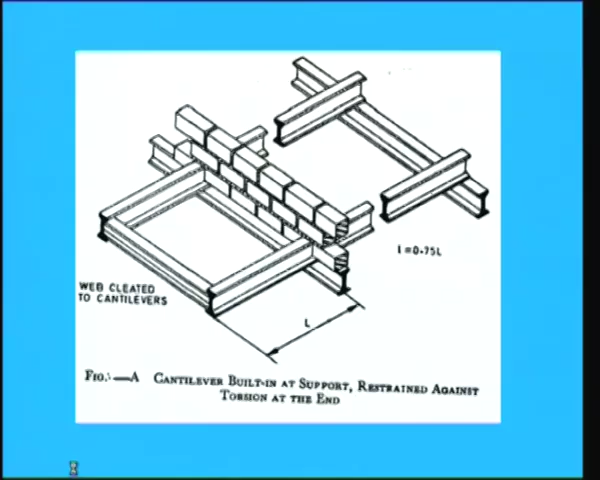 l = 0.75L
WEB CLEATED
TO CANTILEVERS
L
FIG. —A CANTILEVER BUILT-IN AT SUPPORT, RESTRAINED AGAINST
TORSION AT THE END